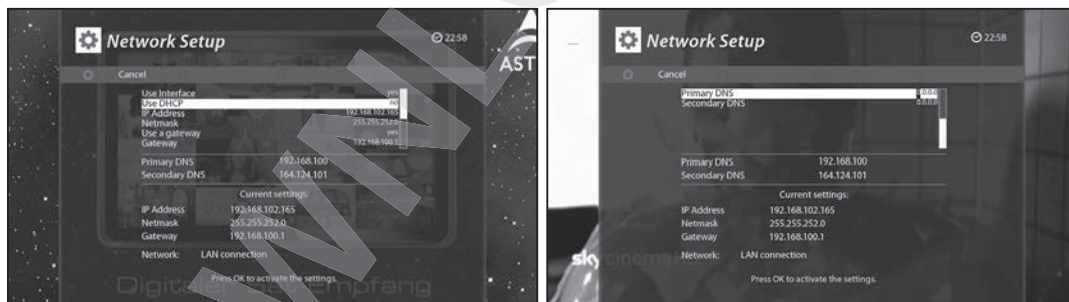 Network Setup
22:58
AST
Cancel
Use Interface yes
Use DHCP no
IP Address 192.168.102.165
Netmask 255.255.252.0
Use a gateway yes
Gateway 192.168.100.1
Primary DNS 192.168.100
Secondary DNS 164.124.101
Current settings:
IP Address 192.168.102.165
Netmask 255.255.252.0
Gateway 192.168.100.1
Network: LAN connection
Press OK to activate the settings.
Network Setup
22:58
Cancel
Primary DNS
Secondary DNS 0.0.0.0
Primary DNS 192.168.100
Secondary DNS 164.124.101
Current settings:
IP Address 192.168.102.165
Netmask 255.255.252.0
Gateway 192.168.100.1
Network: LAN connection
sky cinema
Press OK to activate the settings.